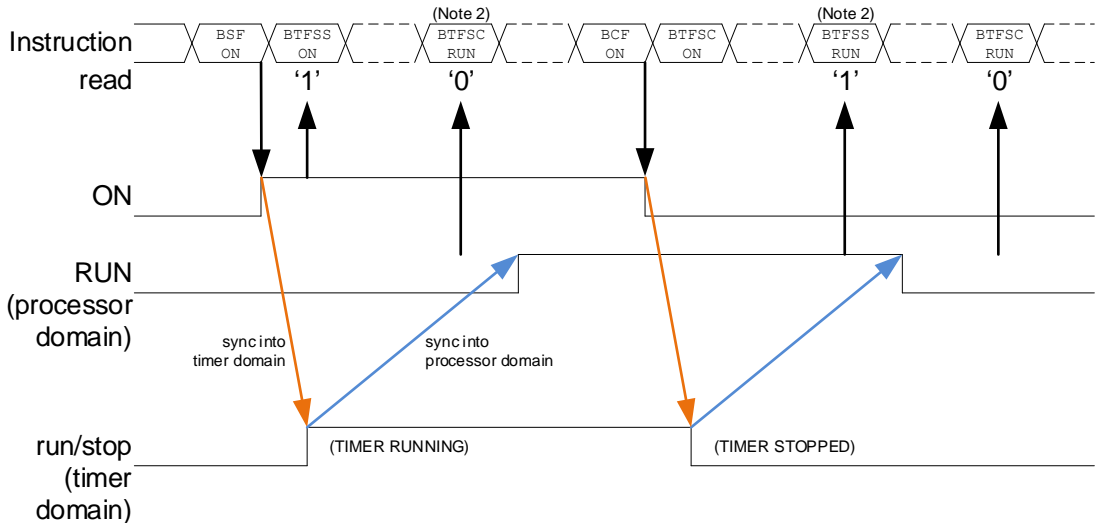 (Note 2)
(Note 2)
Instruction
BSF
ON
BTFSS
ON
BTFSC
RUN
BCF
ON
BTFSC
ON
BTFSS
RUN
BTFSC
RUN
read
‘1’
‘0’
‘1’
‘0’
ON
RUN
(processor
domain)
sync into
timer domain
sync into
processor domain
run/stop
(timer
domain)
(TIMER RUNNING)
(TIMER STOPPED)